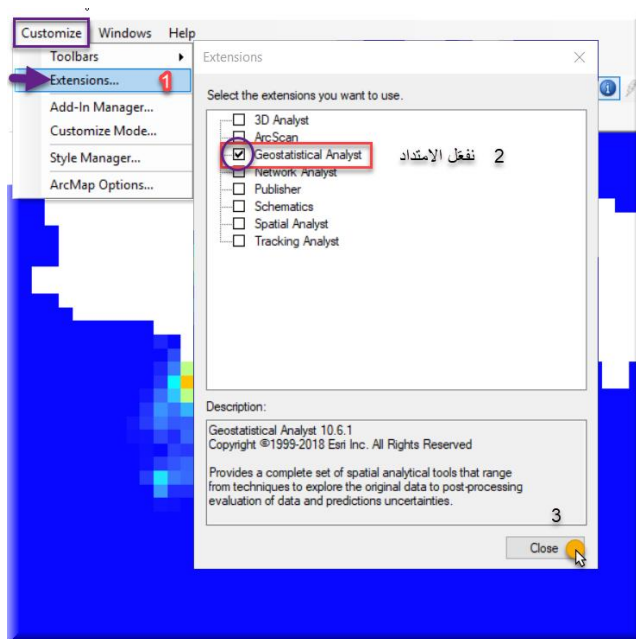 Customize Windows Help
Toolbars
Extensions... 1
Add-In Manager...
Customize Mode...
Style Manager...
ArcMap Options...
Extensions
Select the extensions you want to use.
3D Analyst
ArcScan
Geostatistical Analyst
2 نفعّل الامتداد
Network Analyst
Publisher
Schematics
Spatial Analyst
Tracking Analyst
Description:
Geostatistical Analyst 10.6.1
Copyright ©1999-2018 Esri Inc. All Rights Reserved
Provides a complete set of spatial analytical tools that range
from techniques to explore the original data to post-processing
evaluation of data and predictions uncertainties.
3
Close